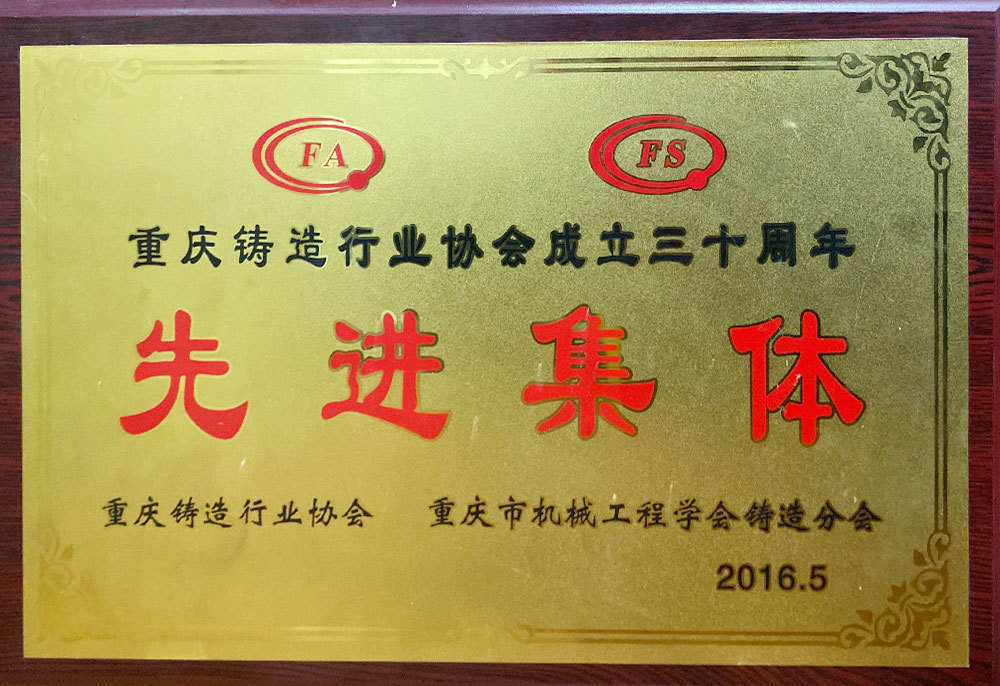 FA FS
重庆铸造行业协会成立三十周年
先进集体
重庆铸造行业协会 重庆市机械工程学会铸造分会
2016.5